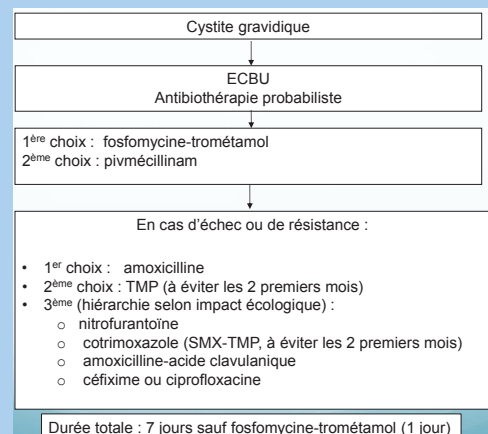 Cystite gravidique
ECBU
Antibiothérapie probabiliste
1ère choix : fosfomycine-trométamol
2ème choix : pivmécillinam
En cas d'échec ou de résistance :
• 1er choix : amoxicilline
• 2ème choix : TMP (à éviter les 2 premiers mois)
• 3ème (hiérarchie selon impact écologique) :
o nitrofurantoïne
o cotrimoxazole (SMX-TMP, à éviter les 2 premiers mois)
o amoxicilline-acide clavulanique
o céfixime ou ciprofloxacine
Durée totale : 7 jours sauf fosfomycine-trométamol (1 jour)